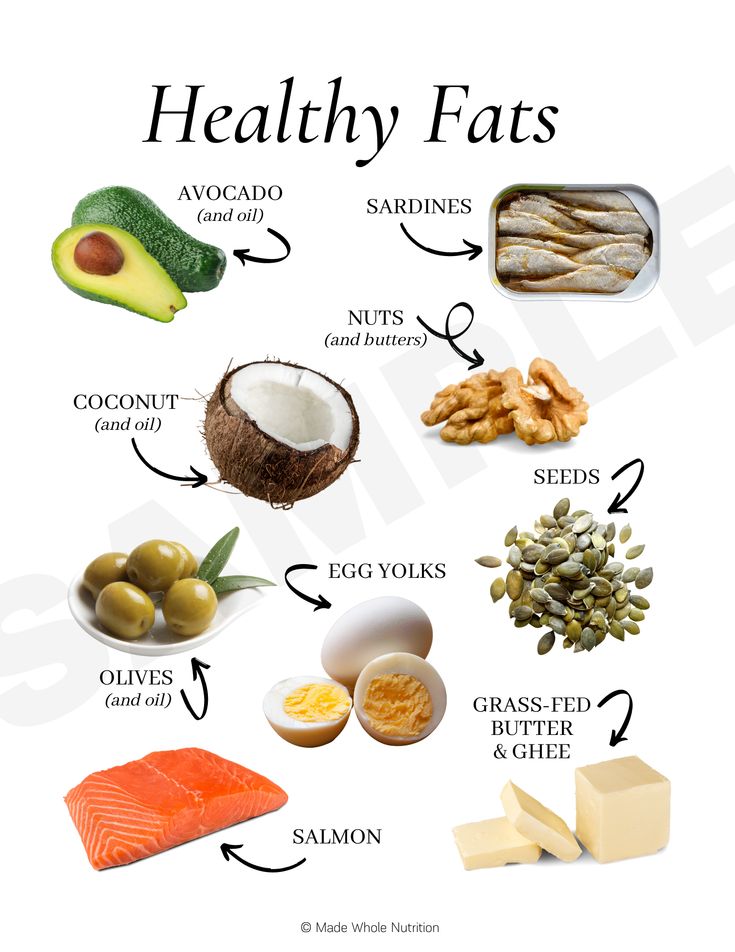 Healthy Fats
AVOCADO
(and oil)
SARDINES
NUTS
(and butters)
COCONUT
(and oil)
SEEDS
EGG YOLKS
OLIVES
(and oil)
GRASS-FED
BUTTER
& GHEE
SALMON
SAMPLE
© Made Whole Nutrition